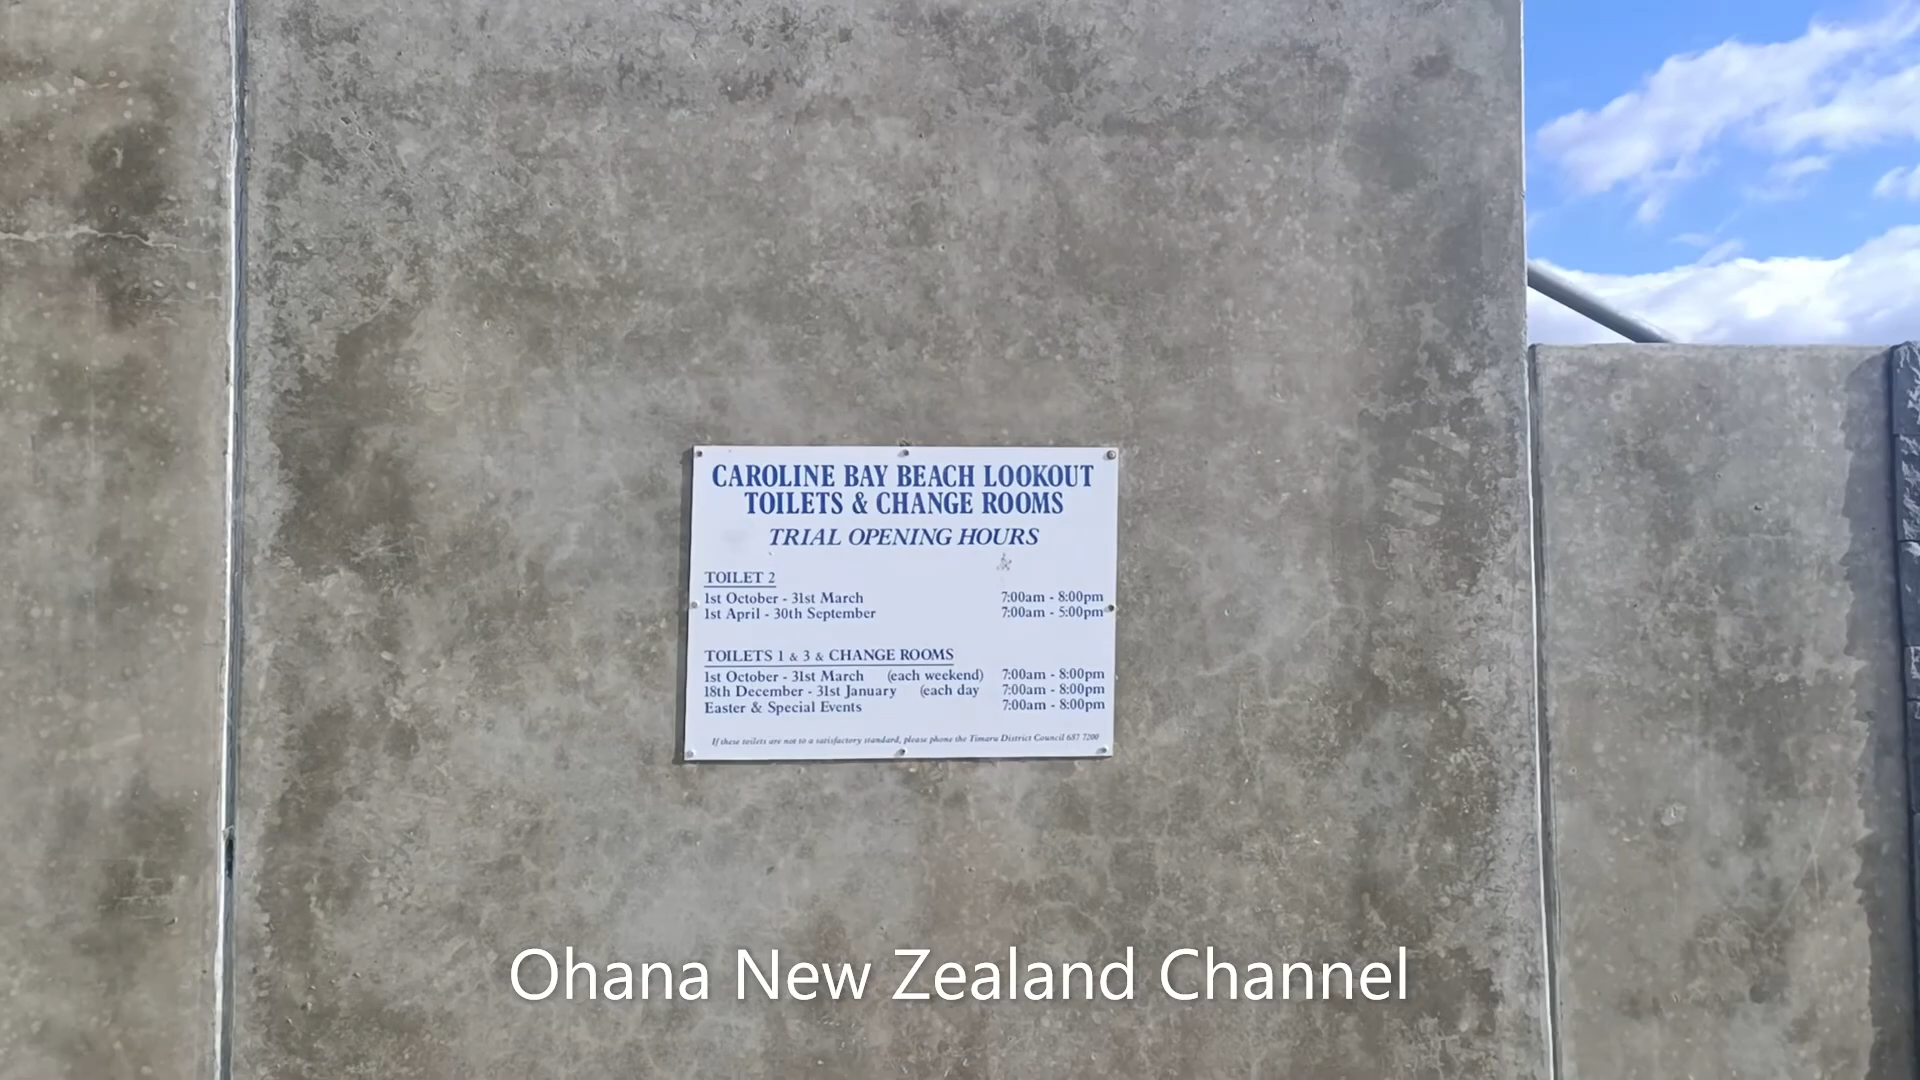 CAROLINE BAY BEACH LOOKOUT
TOILETS & CHANGE ROOMS
TRIAL OPENING HOURS
TOILET 2
1st October - 31st March 7:00am - 8:00pm
1st April - 30th September 7:00am - 5:00pm
TOILETS 1 & 3 & CHANGE ROOMS
1st October - 31st March (each weekend) 7:00am - 8:00pm
18th December - 31st January (each day 7:00am - 8:00pm
Easter & Special Events 7:00am - 8:00pm
If these toilets are not to a satisfactory standard, please phone the Timaru District Council 687 7200
Ohana New Zealand Channel